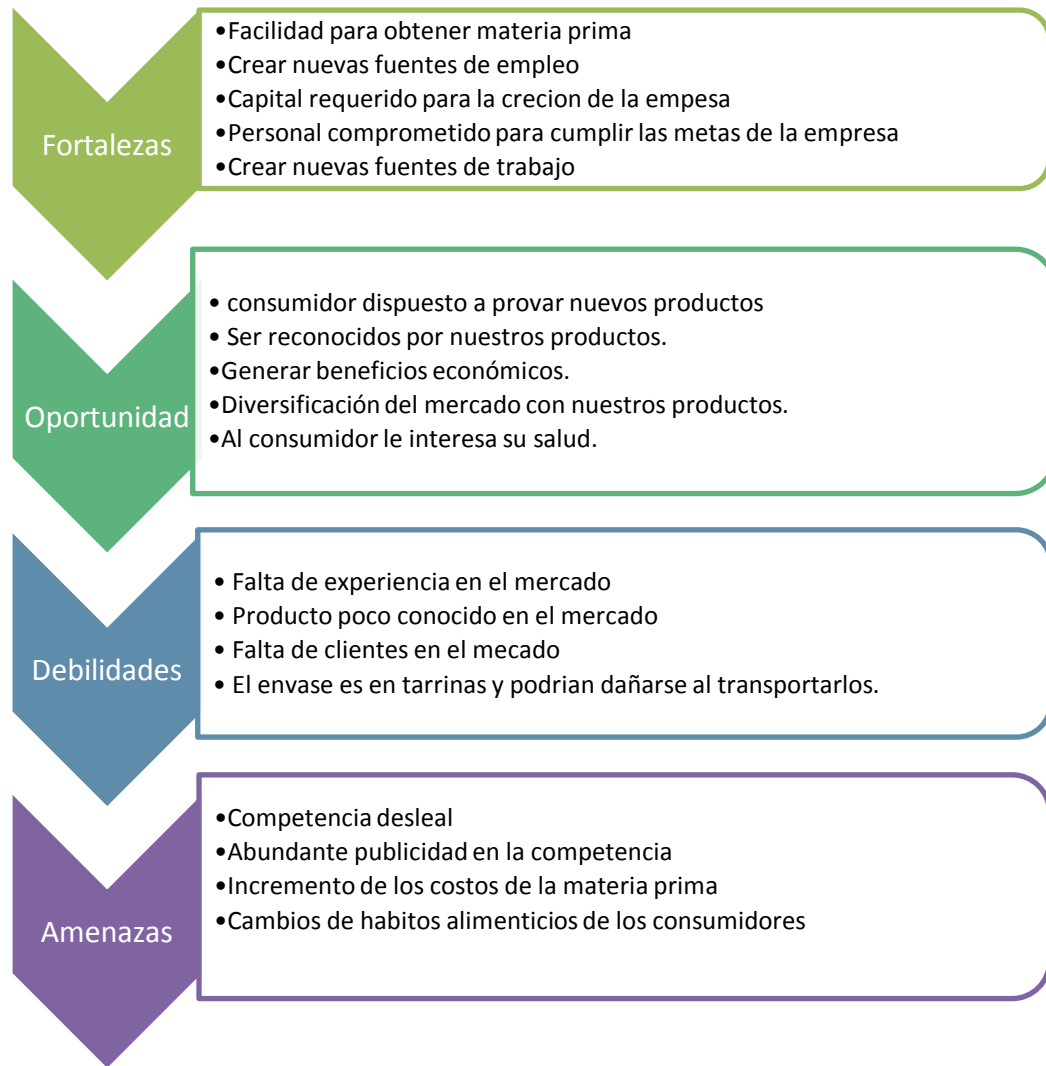 Fortalezas
•Facilidad para obtener materia prima
•Crear nuevas fuentes de empleo
•Capital requerido para la crecion de la empesa
•Personal comprometido para cumplir las metas de la empresa
•Crear nuevas fuentes de trabajo
Oportunidad
• consumidor dispuesto a provar nuevos productos
• Ser reconocidos por nuestros productos.
•Generar beneficios económicos.
•Diversificación del mercado con nuestros productos.
•Al consumidor le interesa su salud.
Debilidades
• Falta de experiencia en el mercado
• Producto poco conocido en el mercado
• Falta de clientes en el mecado
• El envase es en tarrinas y podrian dañarse al transportarlos.
Amenazas
•Competencia desleal
•Abundante publicidad en la competencia
•Incremento de los costos de la materia prima
•Cambios de habitos alimenticios de los consumidores